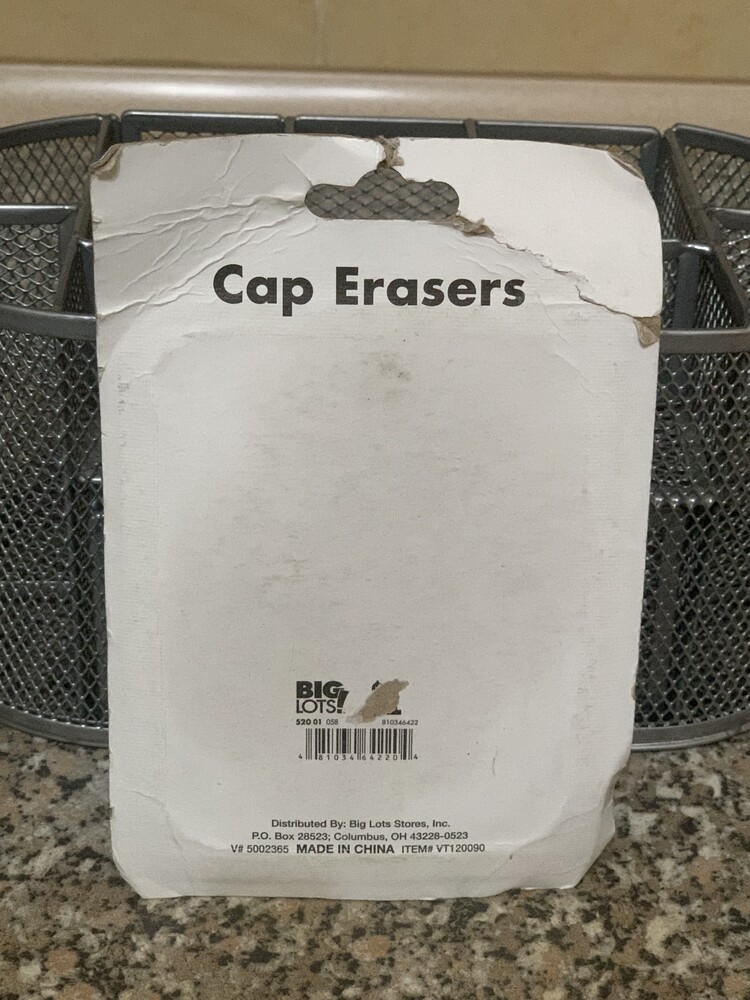 Cap Erasers
BIG
LOTS!
520 01 058 810346422
4 81034 64220 4
Distributed By: Big Lots Stores, Inc.
P.O. Box 28523; Columbus, OH 43228-0523
V# 5002365 MADE IN CHINA ITEM# VT120090